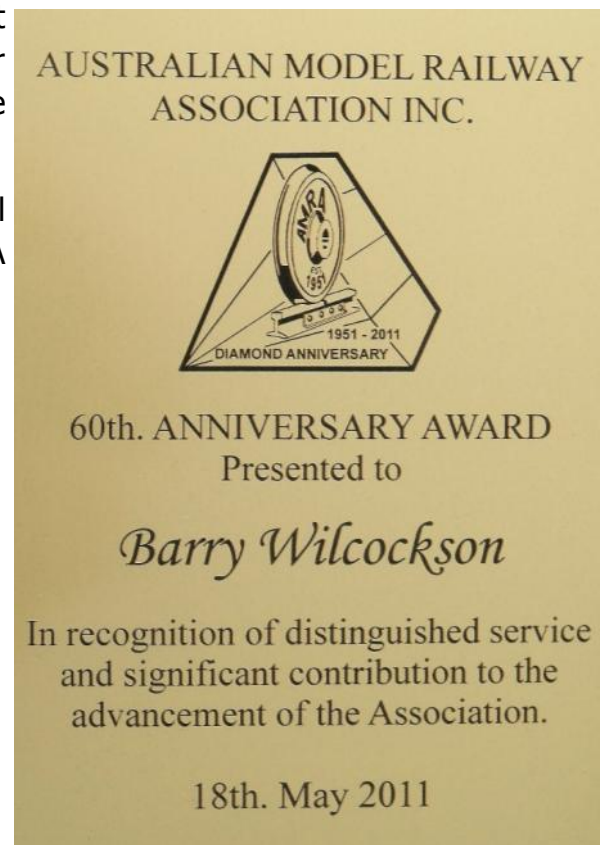 t
r
e
l
AUSTRALIAN MODEL RAILWAY
ASSOCIATION INC.
AMRA
EST.
1951
1951 - 2011
DIAMOND ANNIVERSARY
60th. ANNIVERSARY AWARD
Presented to
Barry Wilcockson
In recognition of distinguished service
and significant contribution to the
advancement of the Association.
18th. May 2011